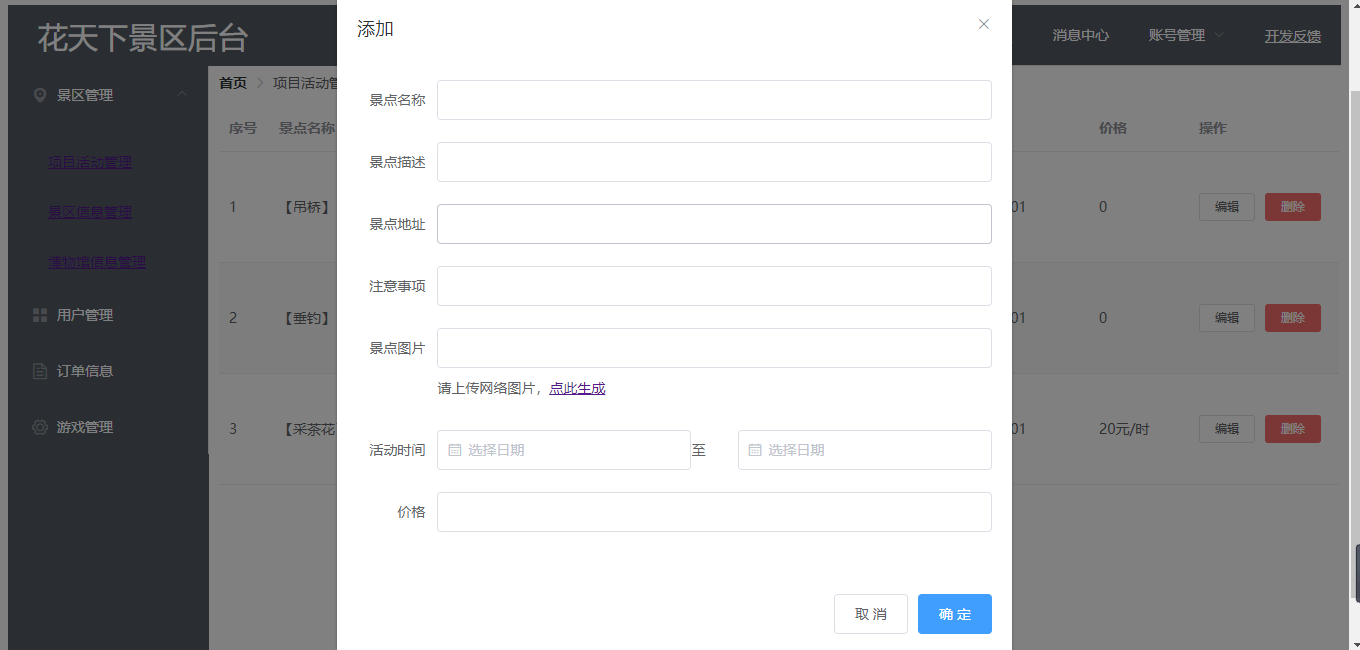 花天下景区后台
添加
消息中心
账号管理
开发反馈
景区管理
项目活动管理
景区信息管理
博物馆信息管理
用户管理
订单信息
游戏管理
首页
项目活动管
序号
景点名称
价格
操作
1
【吊桥】
01
0
编辑
删除
2
【垂钓】
01
0
编辑
删除
3
【采茶花
01
20元/时
编辑
删除
景点名称
景点描述
景点地址
注意事项
景点图片
请上传网络图片，点此生成
活动时间
选择日期
至
选择日期
价格
取消
确定